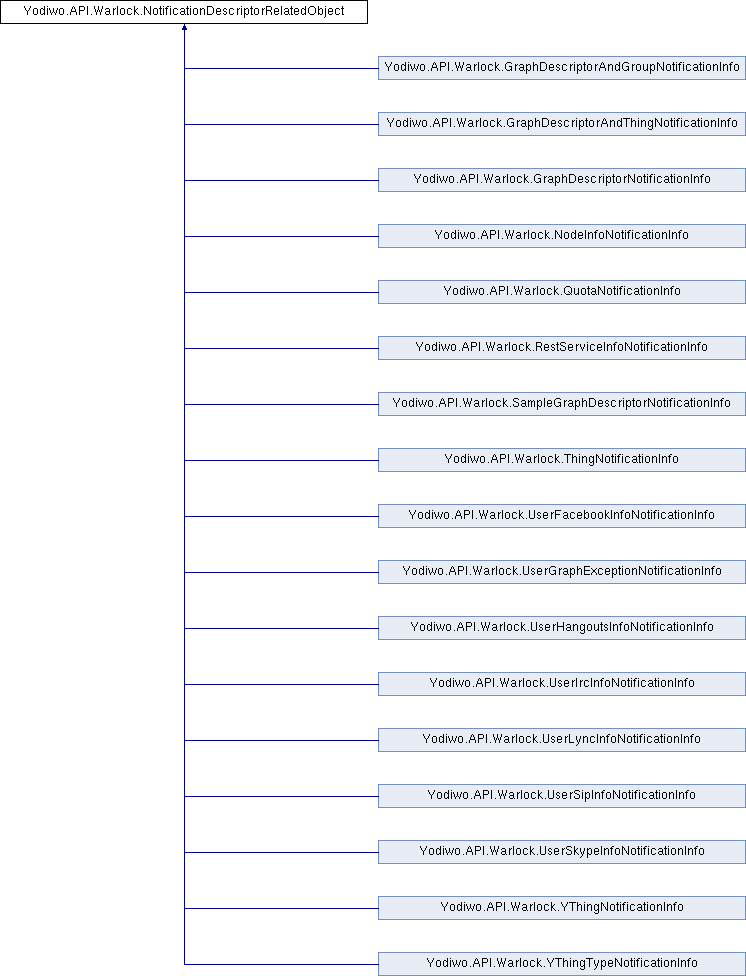 Yodiwo.API.Warlock.NotificationDescriptorRelatedObject
Yodiwo.API.Warlock.GraphDescriptorAndGroupNotificationInfo
Yodiwo.API.Warlock.GraphDescriptorAndThingNotificationInfo
Yodiwo.API.Warlock.GraphDescriptorNotificationInfo
Yodiwo.API.Warlock.NodeInfoNotificationInfo
Yodiwo.API.Warlock.QuotaNotificationInfo
Yodiwo.API.Warlock.RestServiceInfoNotificationInfo
Yodiwo.API.Warlock.SampleGraphDescriptorNotificationInfo
Yodiwo.API.Warlock.ThingNotificationInfo
Yodiwo.API.Warlock.UserFacebookInfoNotificationInfo
Yodiwo.API.Warlock.UserGraphExceptionNotificationInfo
Yodiwo.API.Warlock.UserHangoutsInfoNotificationInfo
Yodiwo.API.Warlock.UserIrcInfoNotificationInfo
Yodiwo.API.Warlock.UserLyncInfoNotificationInfo
Yodiwo.API.Warlock.UserSipInfoNotificationInfo
Yodiwo.API.Warlock.UserSkypeInfoNotificationInfo
Yodiwo.API.Warlock.YThingNotificationInfo
Yodiwo.API.Warlock.YThingTypeNotificationInfo